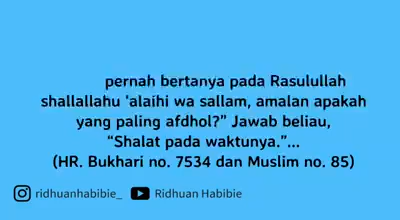 pernah bertanya pada Rasulullah
shallallahu ‘alaihi wa sallam, amalan apakah
yang paling afdhol?” Jawab beliau,
“Shalat pada waktunya.”...
(HR. Bukhari no. 7534 dan Muslim no. 85)
ridhuanhabibie_ Ridhuan Habibie